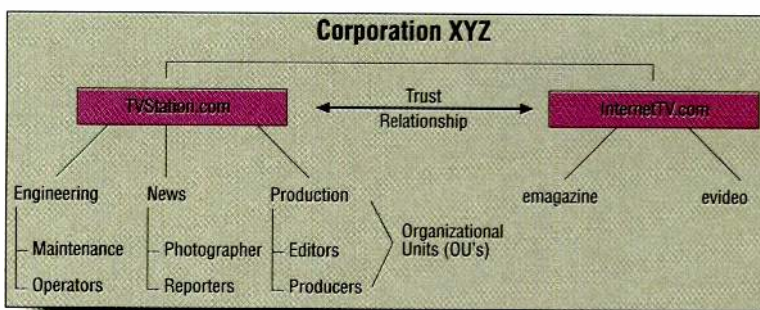 Corporation XYZ
TVStation.com
Trust
Relationship
InternetTV.com
Engineering
News
Production
emagazine
evideo
Maintenance
Photographer
Editors
Organizational
Units (OU's)
Operators
Reporters
Producers